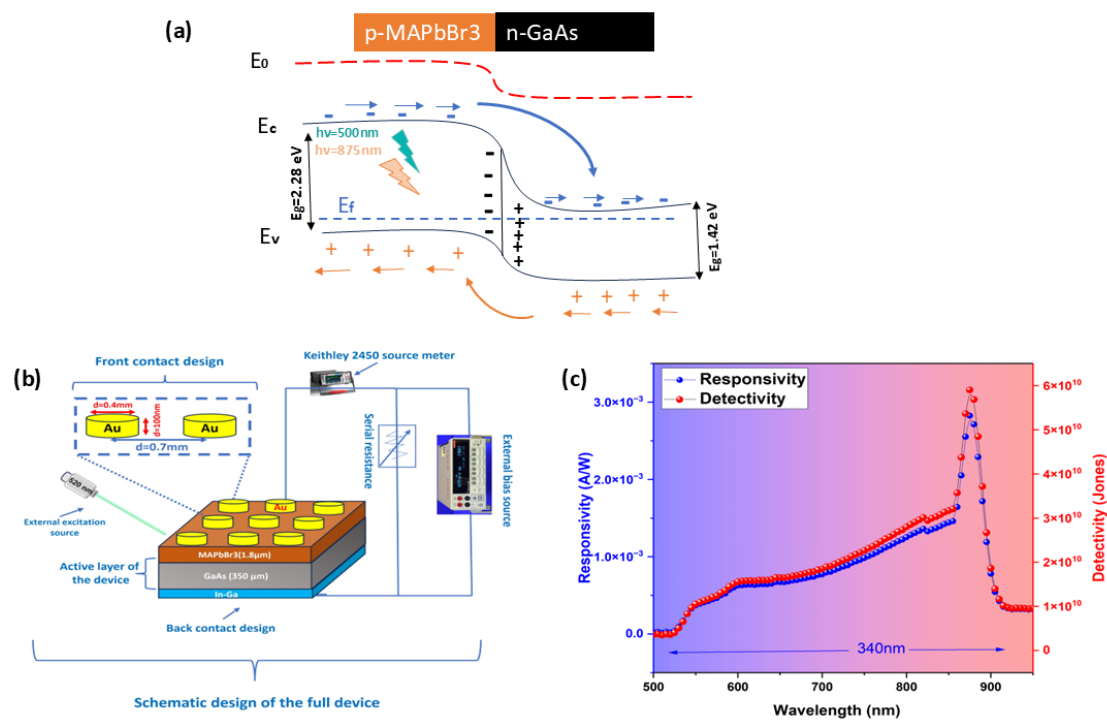 (a)
p-MAPbBr3 n-GaAs
E0
Ec
hν=500nm
hν=875nm
Eg=2.28 eV
Ef
Ev
Eg=1.42 eV
(b)
Front contact design
d=0.4mm
Au
d=100nm
Au
d=0.7mm
Keithley 2450 source meter
Serial resistance
External bias source
520 nm
External excitation
source
Au
MAPbBr3(1.8μm)
Active layer of
the device
GaAs (350 μm)
In-Ga
Back contact design
Schematic design of the full device
(c)
Responsivity
Detectivity
Responsivity (A/W)
3.0×10⁻³
2.0×10⁻³
1.0×10⁻³
0.0
Detectivity (Jones)
6×10¹⁰
5×10¹⁰
4×10¹⁰
3×10¹⁰
2×10¹⁰
1×10¹⁰
0
340nm
500 600 700 800 900
Wavelength (nm)